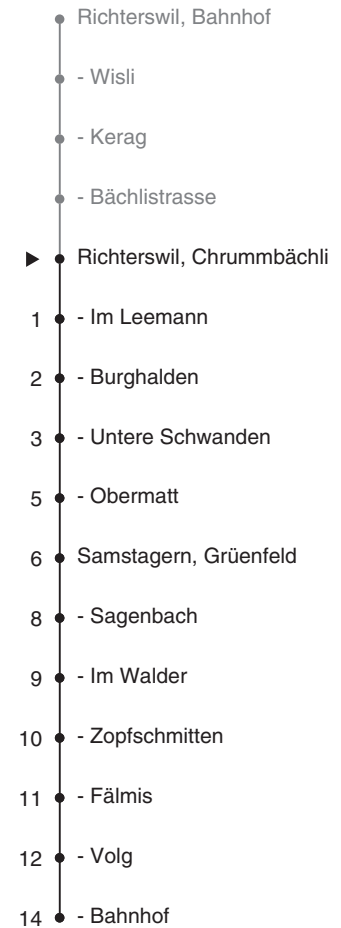 Richterswil, Bahnhof
- Wisli
- Kerag
- Bächlistrasse
Richterswil, Chrummbächli
1 - Im Leemann
2 - Burghalden
3 - Untere Schwanden
5 - Obermatt
6 Samstagern, Grüenfeld
8 - Sagenbach
9 - Im Walder
10 - Zopfschmitten
11 - Fälmis
12 - Volg
14 - Bahnhof